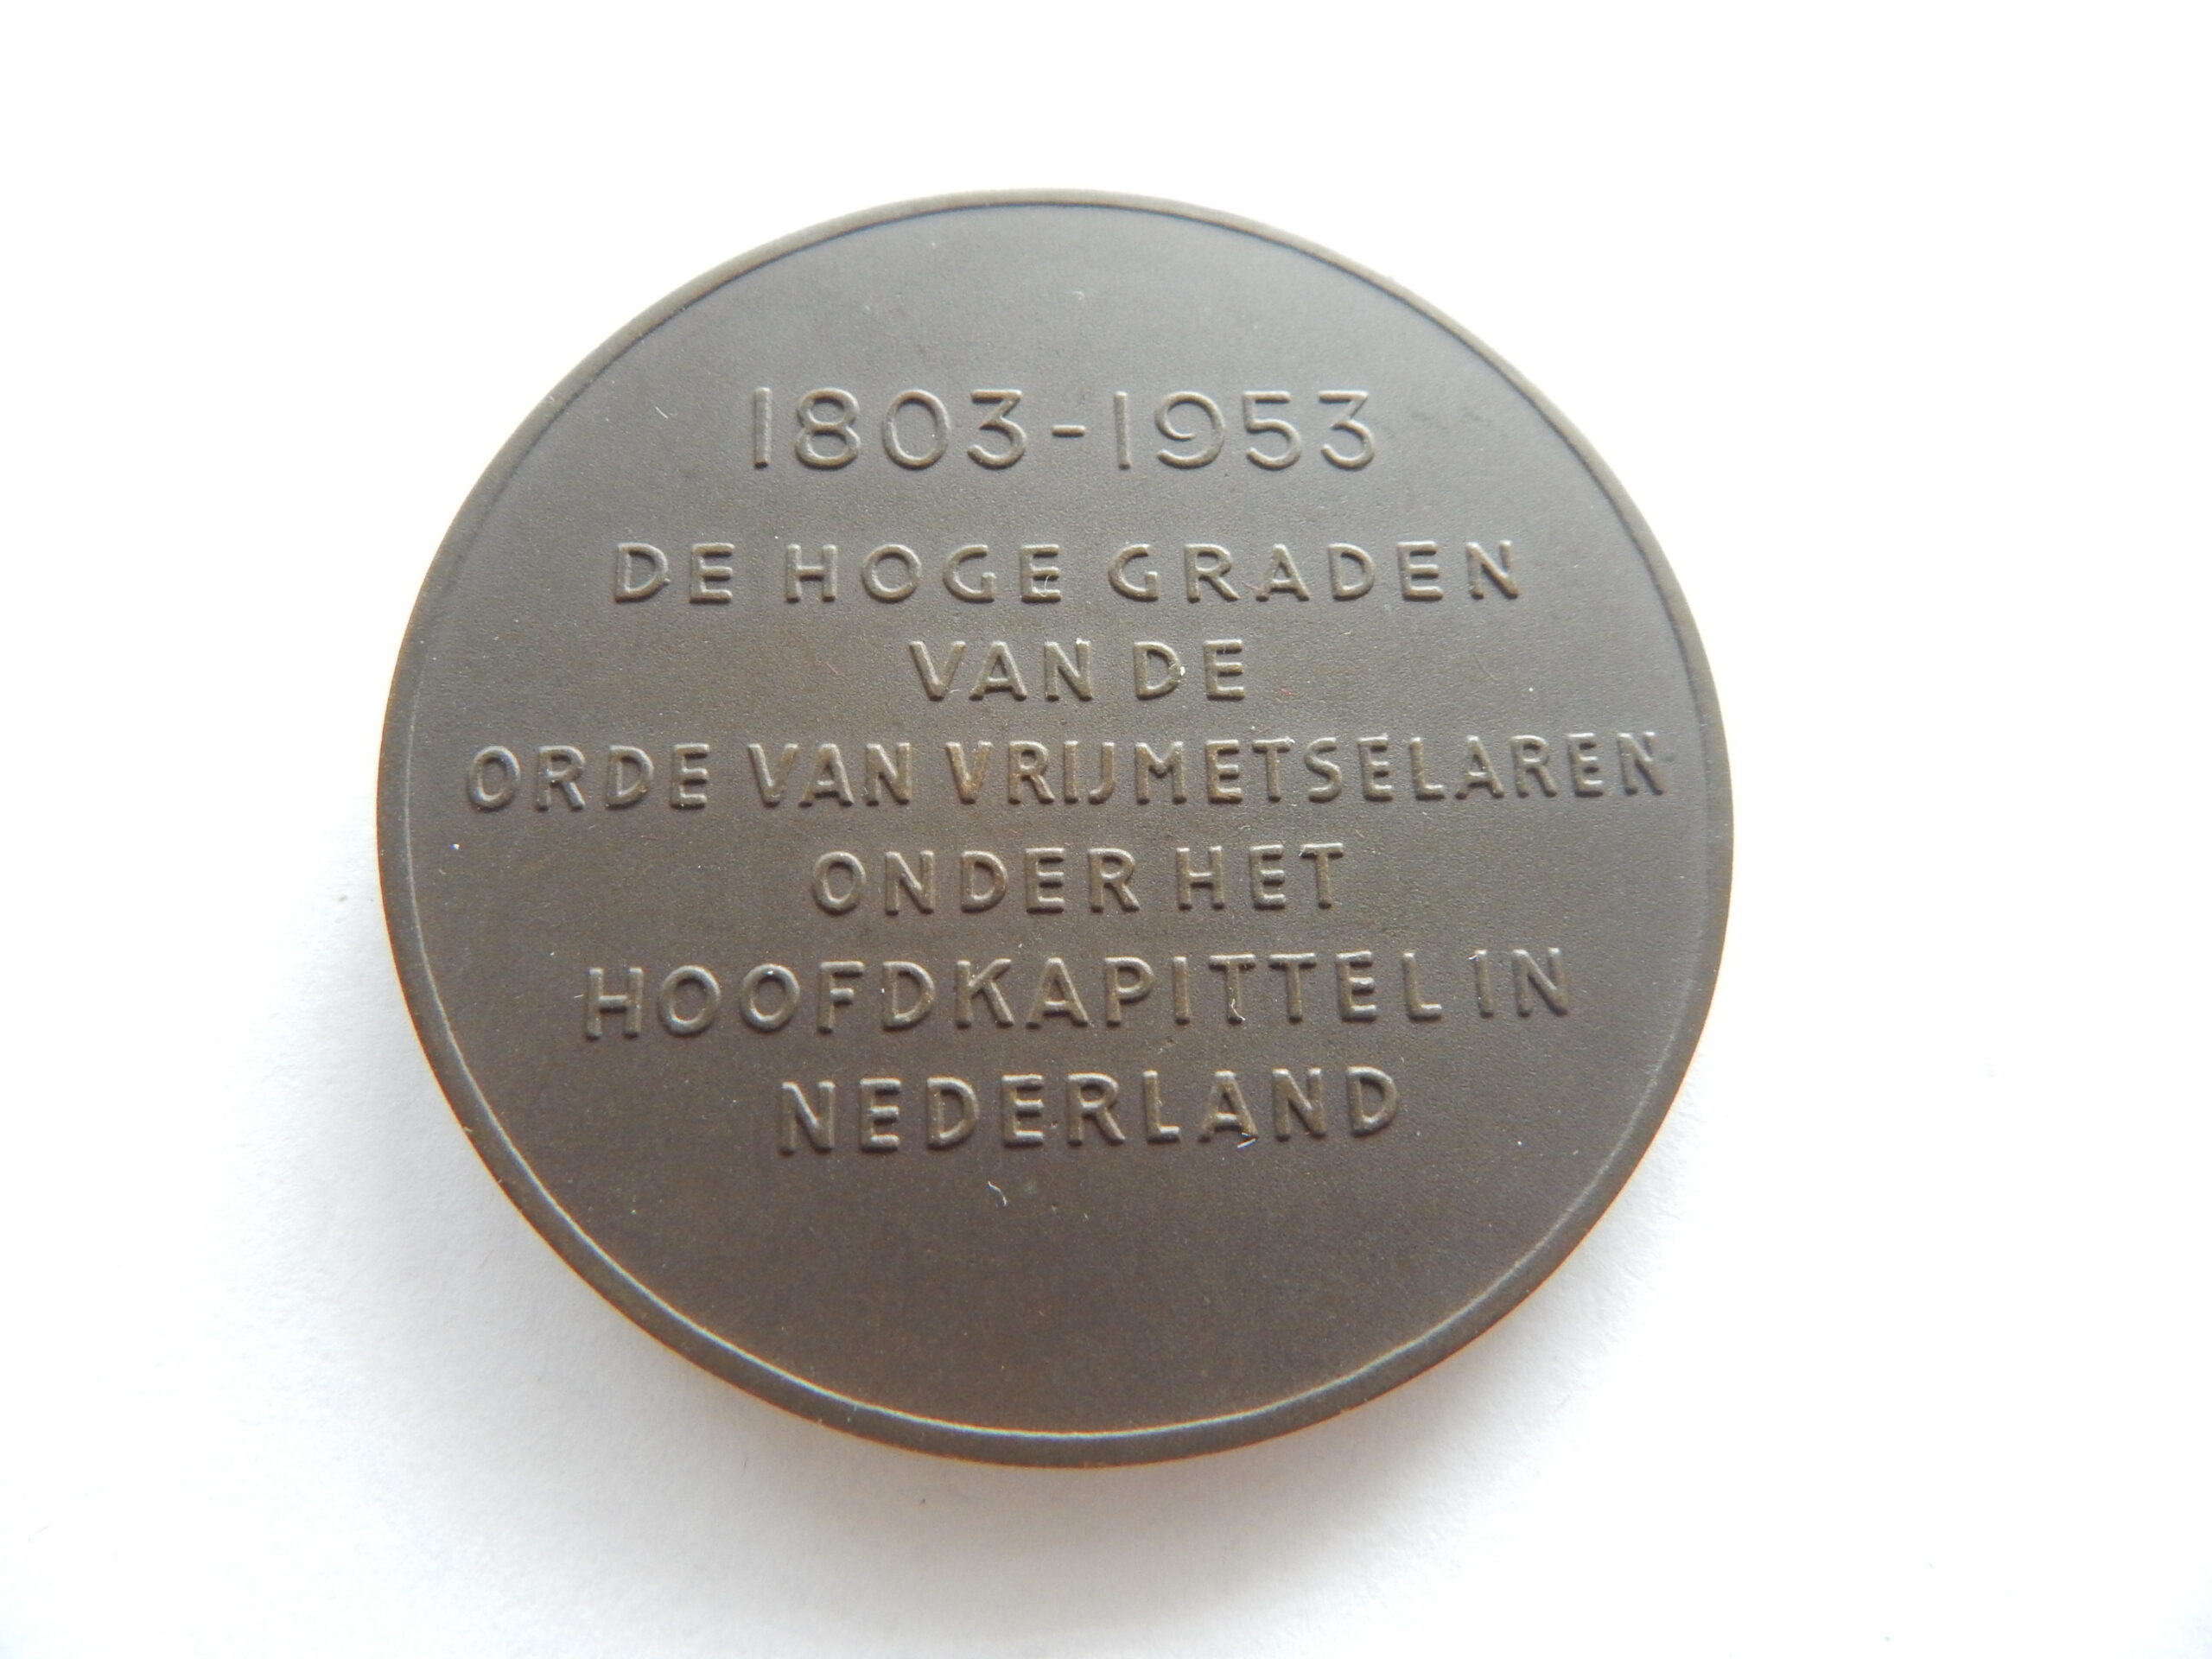 1803-1953
DE HOGE GRADEN
VAN DE
ORDE VAN VRIJMETSELAREN
ONDER HET
HOOFDKAPITTEL IN
NEDERLAND